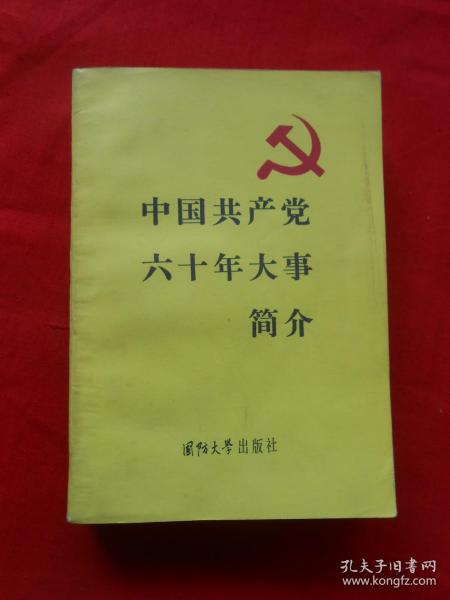 中国共产党
六十年大事
简介
国防大学出版社
孔夫子旧书网
www.kongfz.com